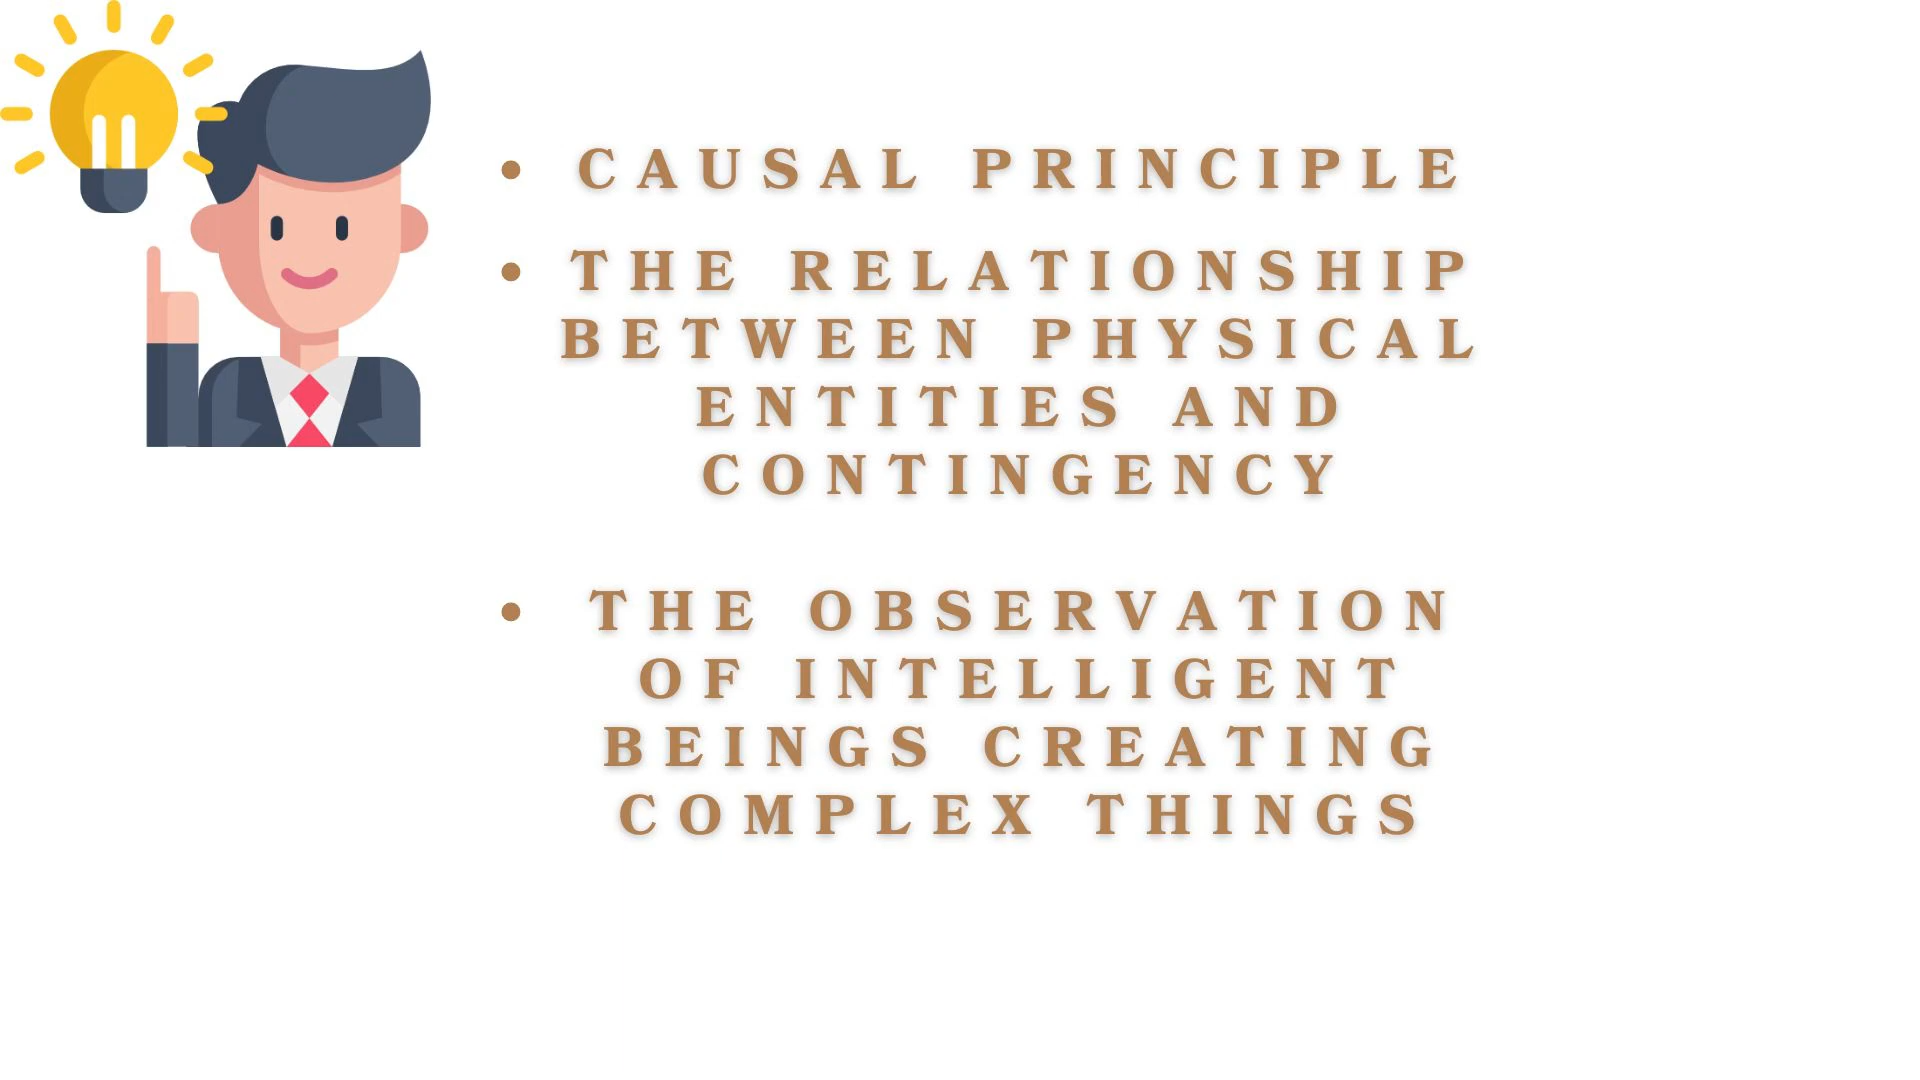 • CAUSAL PRINCIPLE
• THE RELATIONSHIP
BETWEEN PHYSICAL
ENTITIES AND
CONTINGENCY
• THE OBSERVATION
OF INTELLIGENT
BEINGS CREATING
COMPLEX THINGS